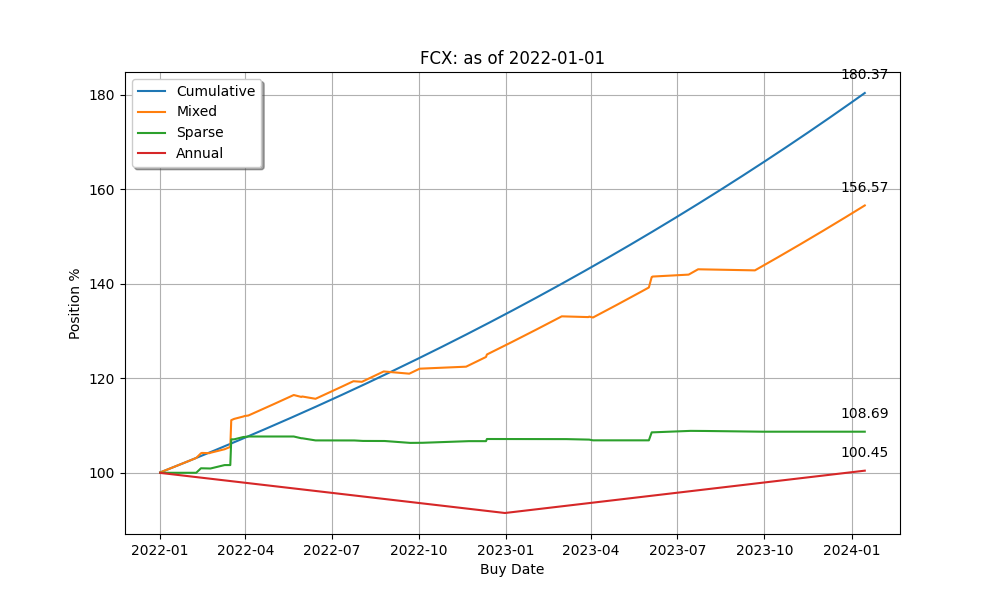 FCX: as of 2022-01-01
Cumulative
Mixed
Sparse
Annual
180.37
156.57
108.69
100.45
180
160
140
120
100
Position %
2022-01 2022-04 2022-07 2022-10 2023-01 2023-04 2023-07 2023-10 2024-01
Buy Date